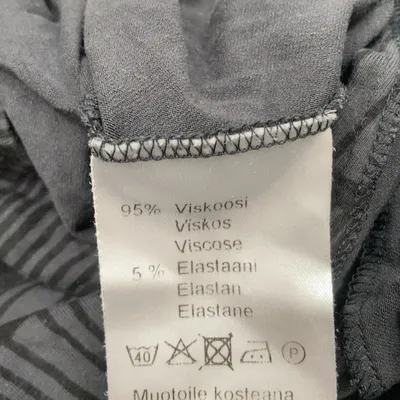 95% Viskoosi
Viskos
Viscose
5% Elastaani
Elastan
Elastane
40 P
Muotoile kosteana